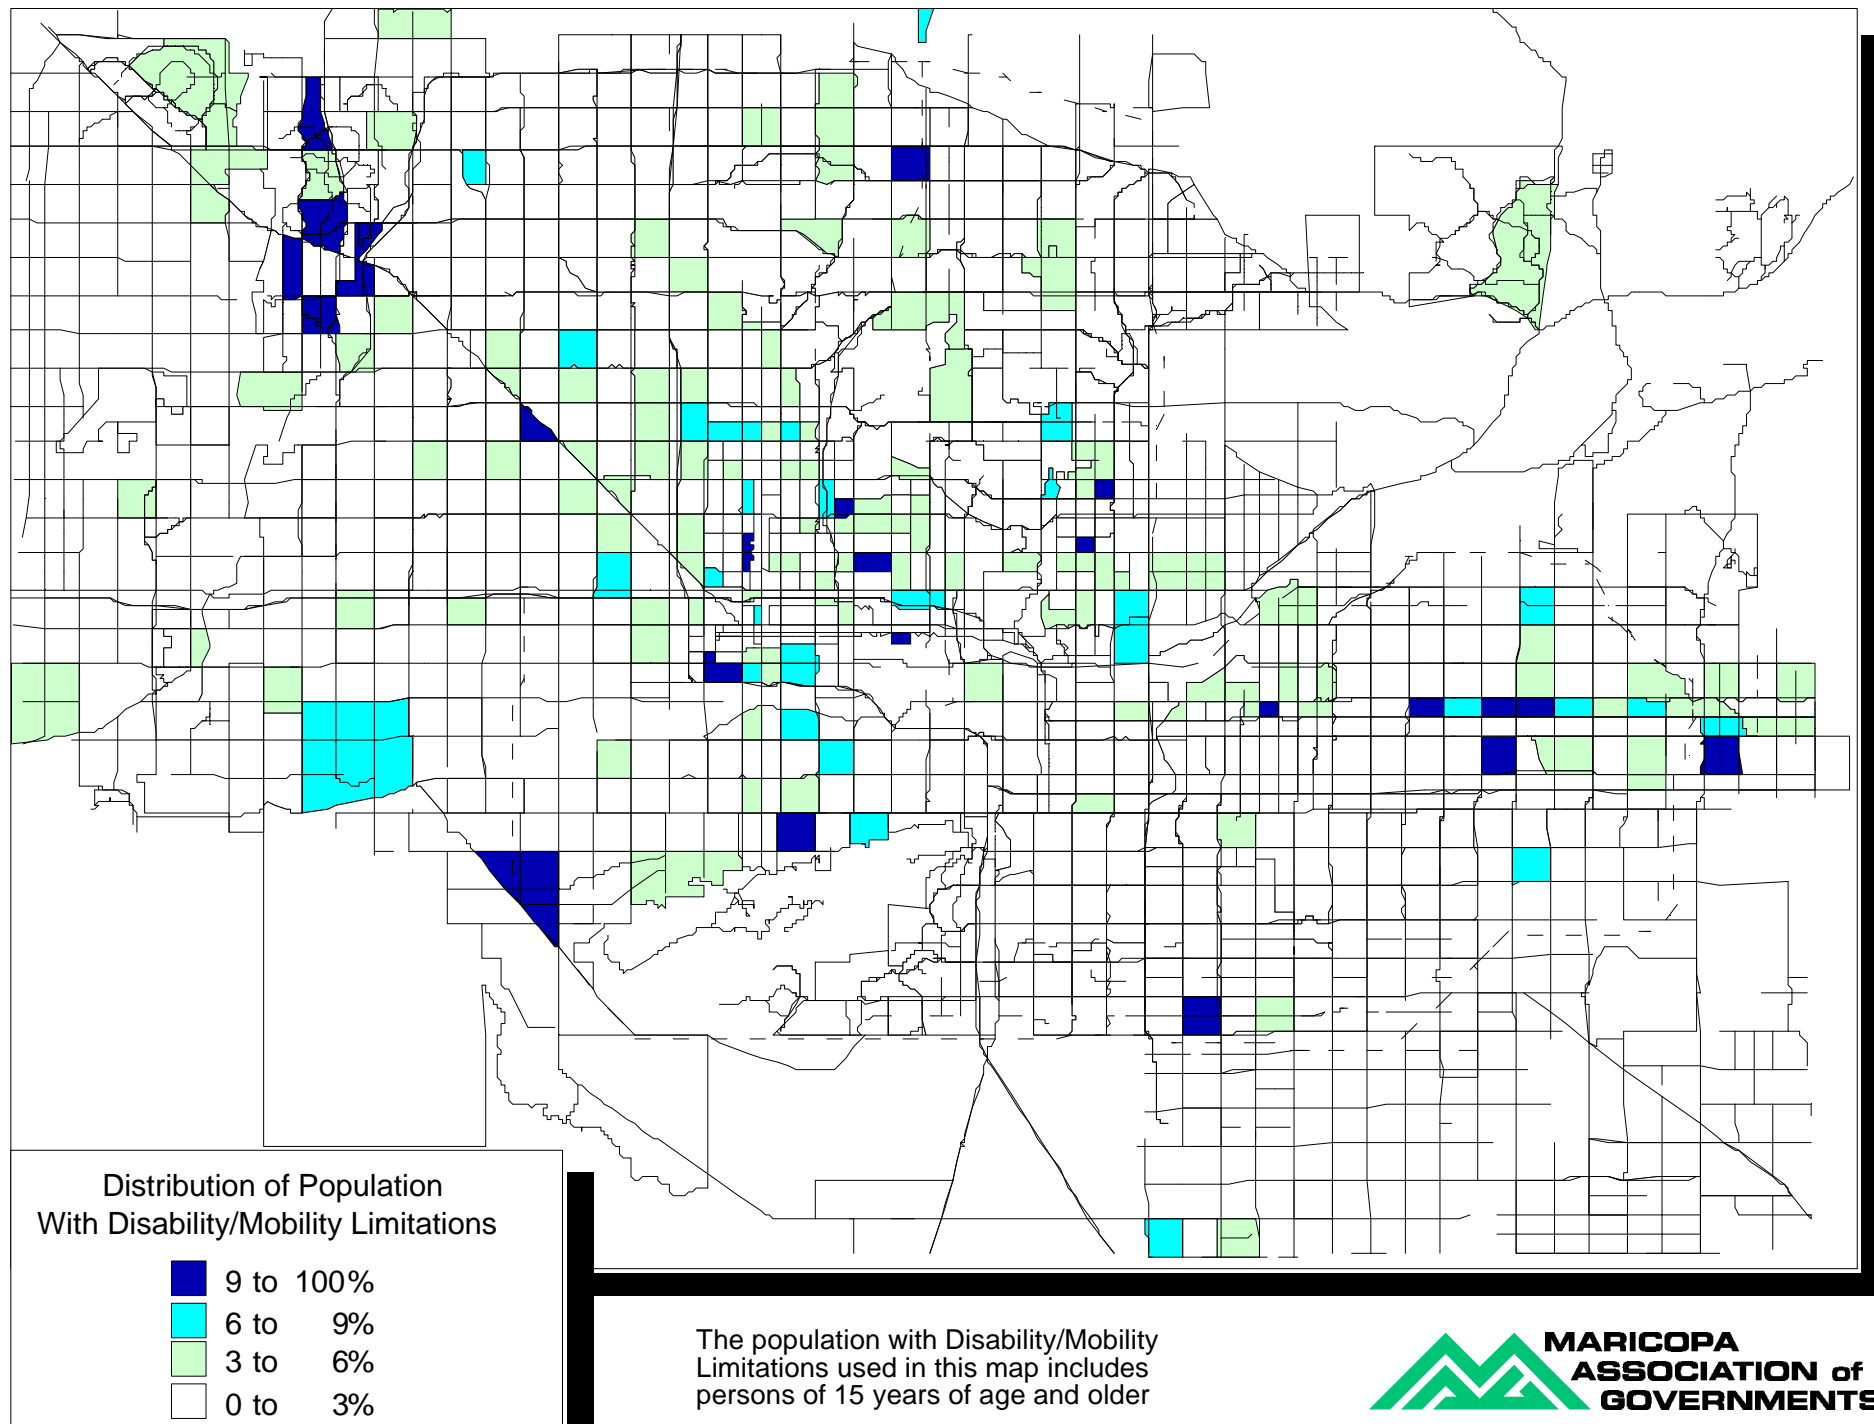 Distribution of Population
With Disability/Mobility Limitations
9 to 100%
6 to 9%
3 to 6%
0 to 3%
The population with Disability/Mobility
Limitations used in this map includes
persons of 15 years of age and older
MARICOPA
ASSOCIATION of
GOVERNMENTS